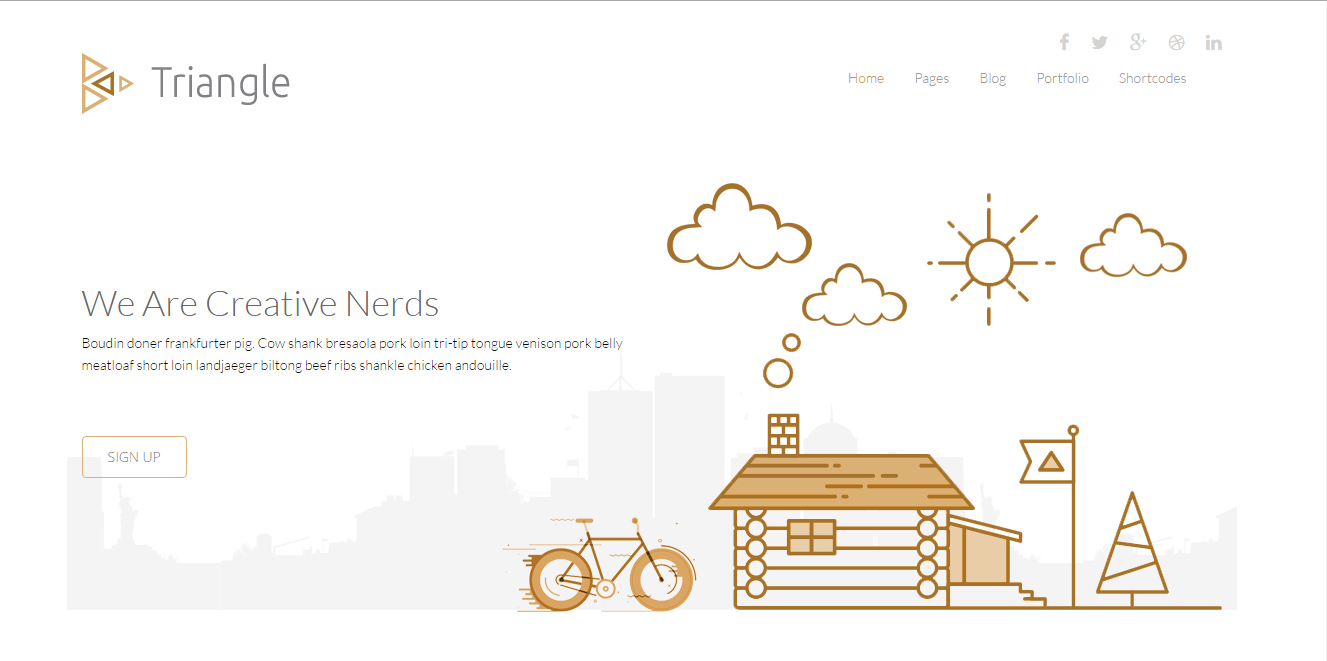 Triangle
Home Pages Blog Portfolio Shortcodes
We Are Creative Nerds
Boudin doner frankfurter pig. Cow shank bresaola pork loin tri-tip tongue venison pork belly
meatloaf short loin landjaeger biltong beef ribs shankle chicken andouille.
SIGN UP